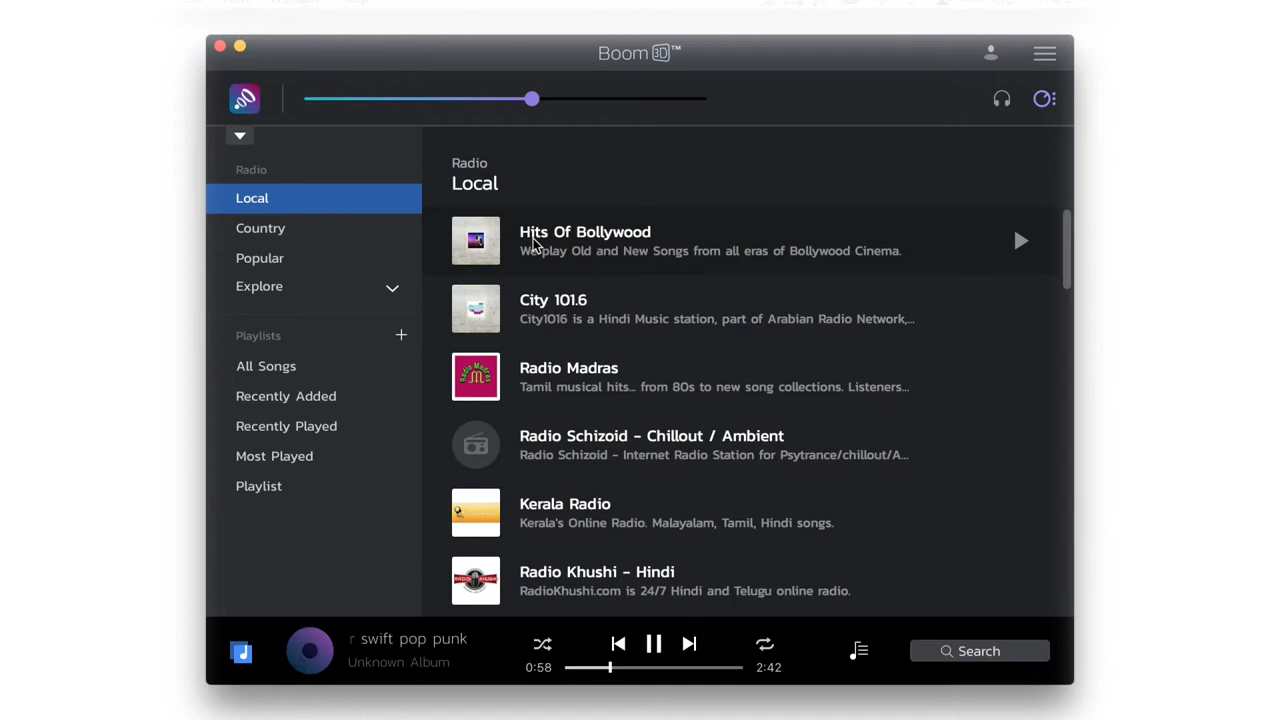 Boom 3D™
Radio
Local
Country
Popular
Explore
Playlists
All Songs
Recently Added
Recently Played
Most Played
Playlist
Radio
Local
Hits Of Bollywood
We play Old and New Songs from all eras of Bollywood Cinema.
City 101.6
City1016 is a Hindi Music station, part of Arabian Radio Network,...
Radio Madras
Tamil musical hits... from 80s to new song collections. Listeners...
Radio Schizoid - Chillout / Ambient
Radio Schizoid - Internet Radio Station for Psytrance/chillout/A...
Kerala Radio
Kerala's Online Radio. Malayalam, Tamil, Hindi songs.
Radio Khushi - Hindi
RadioKhushi.com is 24/7 Hindi and Telugu online radio.
r swift pop punk
Unknown Album
0:58
2:42
Search